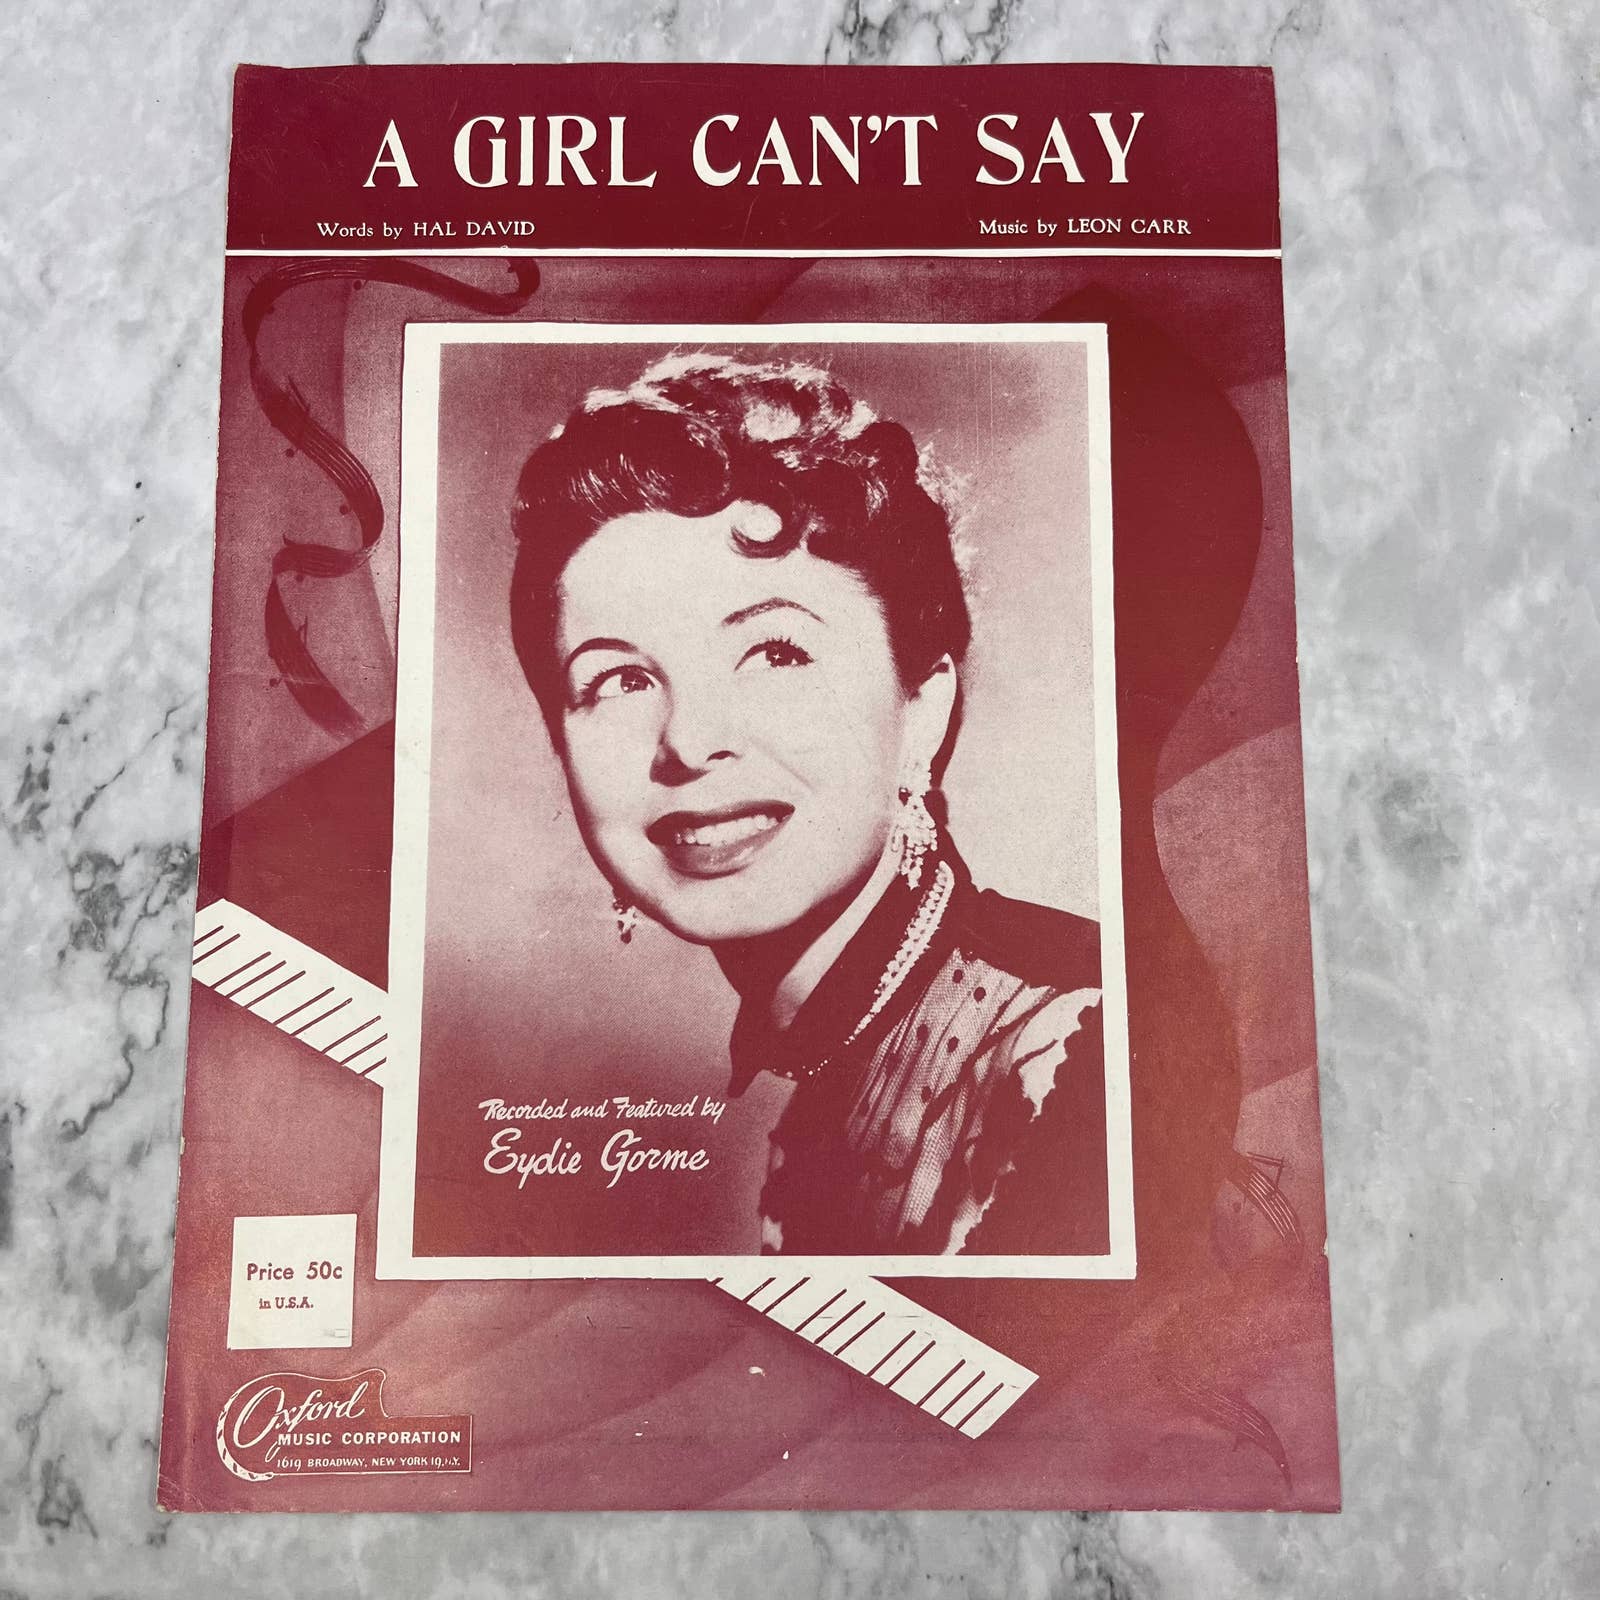 A GIRL CAN'T SAY
Words by HAL DAVID
Music by LEON CARR
Recorded and Featured by
Eydie Gorme
Price 50c
in U.S.A.
Oxford
MUSIC CORPORATION
1619 BROADWAY, NEW YORK 19, N.Y.